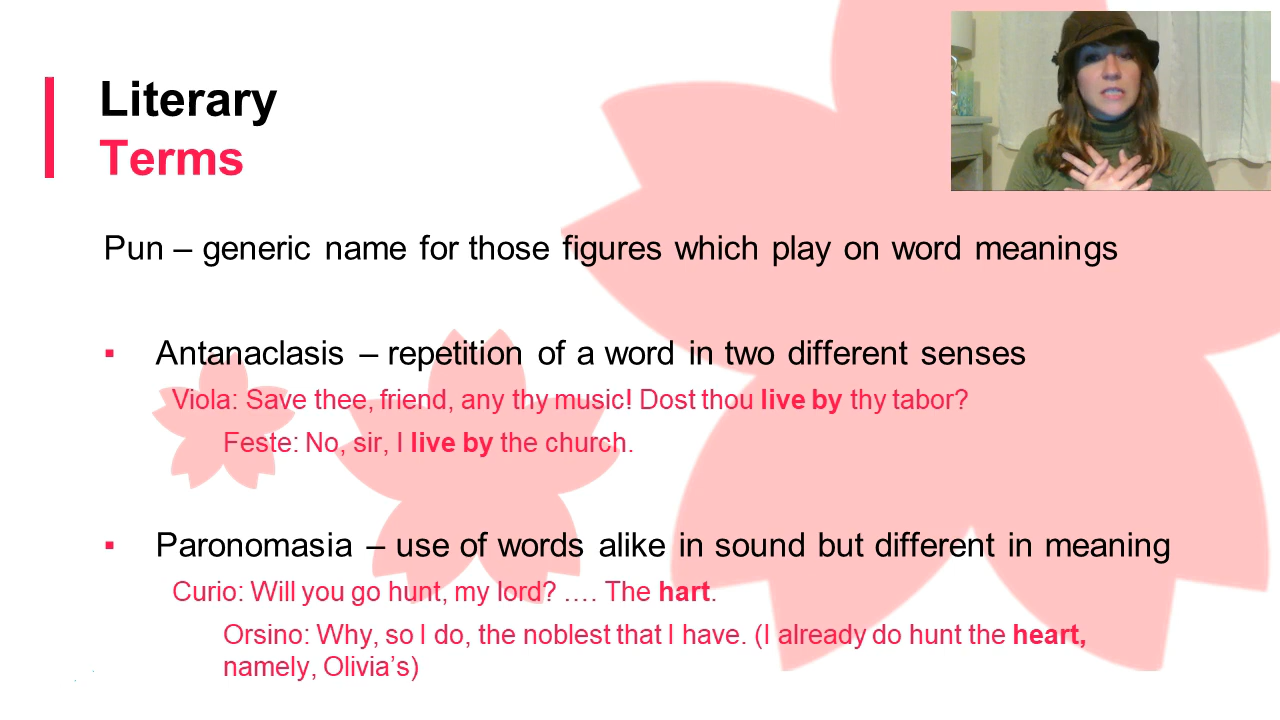 Literary
Terms
Pun – generic name for those figures which play on word meanings
▪ Antanaclasis – repetition of a word in two different senses
Viola: Save thee, friend, any thy music! Dost thou live by thy tabor?
Feste: No, sir, I live by the church.
▪ Paronomasia – use of words alike in sound but different in meaning
Curio: Will you go hunt, my lord? …. The hart.
Orsino: Why, so I do, the noblest that I have. (I already do hunt the heart,
namely, Olivia’s)